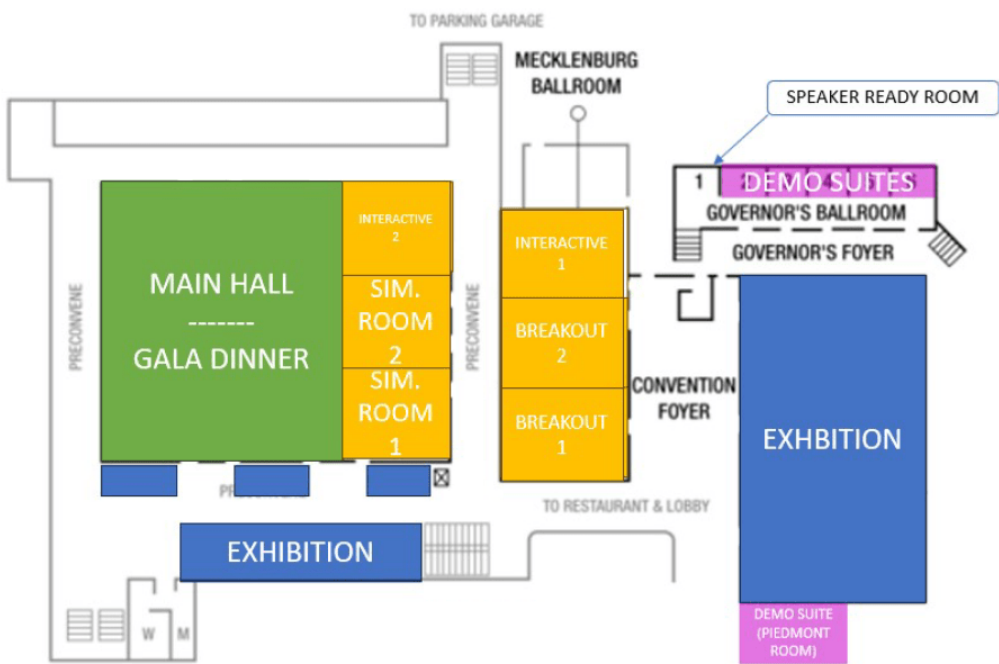 TO PARKING GARAGE
MECKLENBURG
BALLROOM
SPEAKER READY ROOM
1
DEMO SUITES
GOVERNOR'S BALLROOM
GOVERNOR'S FOYER
MAIN HALL
-------
GALA DINNER
INTERACTIVE
2
SIM.
ROOM
2
SIM.
ROOM
1
INTERACTIVE
1
BREAKOUT
2
BREAKOUT
1
PRECONVENE
PRECONVENE
CONVENTION
FOYER
EXHBITION
TO RESTAURANT & LOBBY
EXHIBITION
W
M
DEMO SUITE
(PIEDMONT
ROOM)